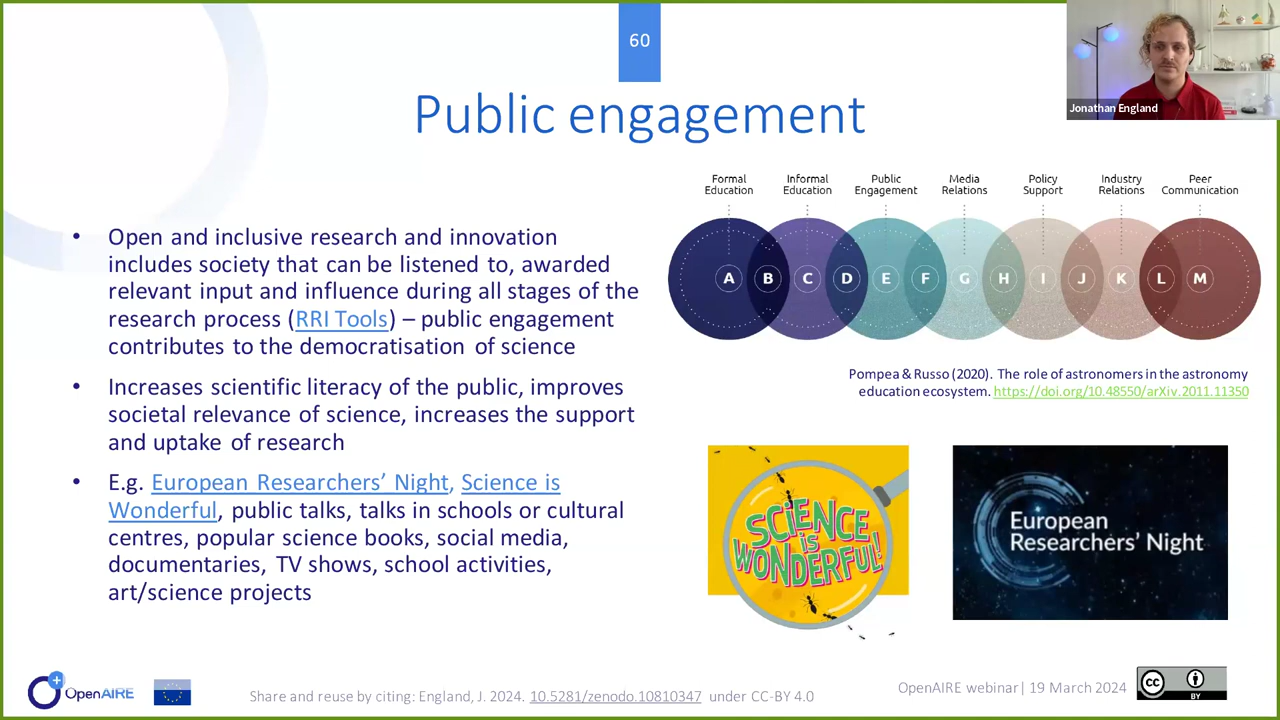 60
Jonathan England
Public engagement
Formal Education
Informal Education
Public Engagement
Media Relations
Policy Support
Industry Relations
Peer Communication
A B C D E F G H I J K L M
• Open and inclusive research and innovation
includes society that can be listened to, awarded
relevant input and influence during all stages of the
research process (RRI Tools) – public engagement
contributes to the democratisation of science
• Increases scientific literacy of the public, improves
societal relevance of science, increases the support
and uptake of research
• E.g. European Researchers’ Night, Science is
Wonderful, public talks, talks in schools or cultural
centres, popular science books, social media,
documentaries, TV shows, school activities,
art/science projects
Pompea & Russo (2020). The role of astronomers in the astronomy
education ecosystem. https://doi.org/10.48550/arXiv.2011.11350
SCiENCE
iS
WONDERFUL!
European
Researchers’ Night
OpenAIRE
Share and reuse by citing: England, J. 2024. 10.5281/zenodo.10810347 under CC-BY 4.0
OpenAIRE webinar| 19 March 2024
cc
BY